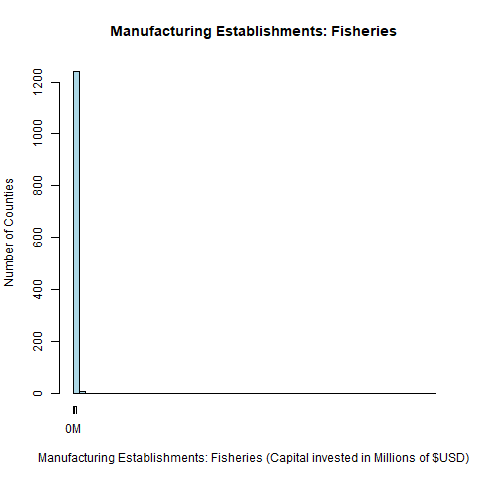 Manufacturing Establishments: Fisheries
Number of Counties
1200
1000
800
600
400
200
0
0M
Manufacturing Establishments: Fisheries (Capital invested in Millions of $USD)